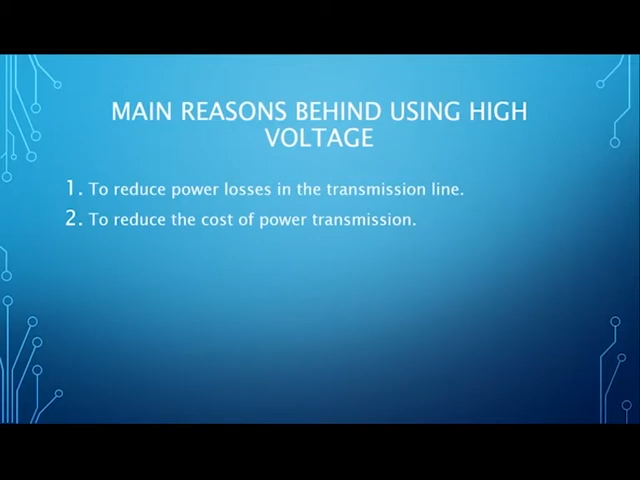 MAIN REASONS BEHIND USING HIGH
VOLTAGE
1. To reduce power losses in the transmission line.
2. To reduce the cost of power transmission.